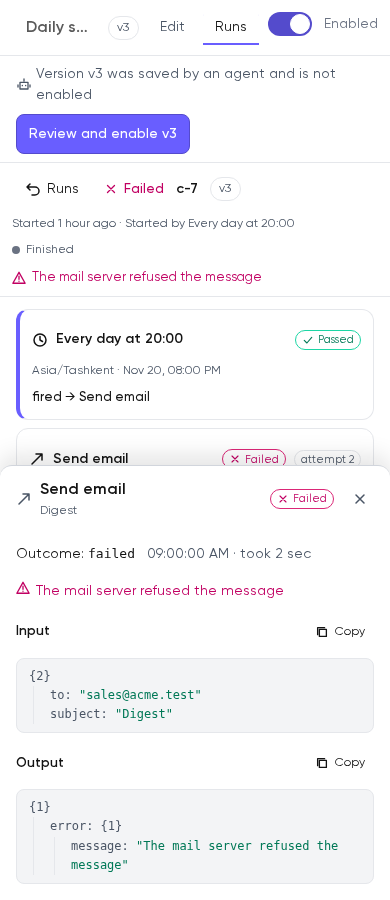 Daily s...
v3
Edit
Runs
Enabled
Version v3 was saved by an agent and is not
enabled
Review and enable v3
Runs
Failed
c-7
v3
Started 1 hour ago · Started by Every day at 20:00
Finished
The mail server refused the message
Every day at 20:00
Passed
Asia/Tashkent · Nov 20, 08:00 PM
fired → Send email
Send email
Failed
attempt 2
Send email
Failed
Digest
Outcome: failed 09:00:00 AM · took 2 sec
The mail server refused the message
Input
Copy
{2}
to: "sales@acme.test"
subject: "Digest"
Output
Copy
{1}
error: {1}
message: "The mail server refused the
message"